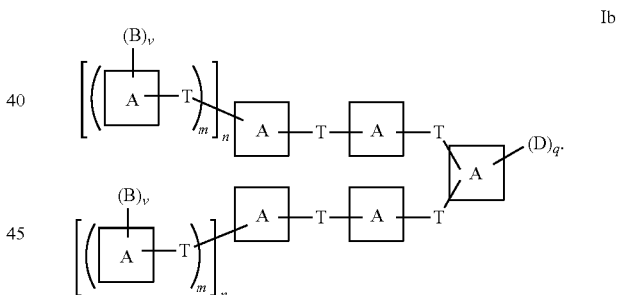 Ib
(B)v
40
[( A —T )m ]n A —T— A —T
A (D)q.
(B)v
45
[( A —T )m ]n A —T— A —T